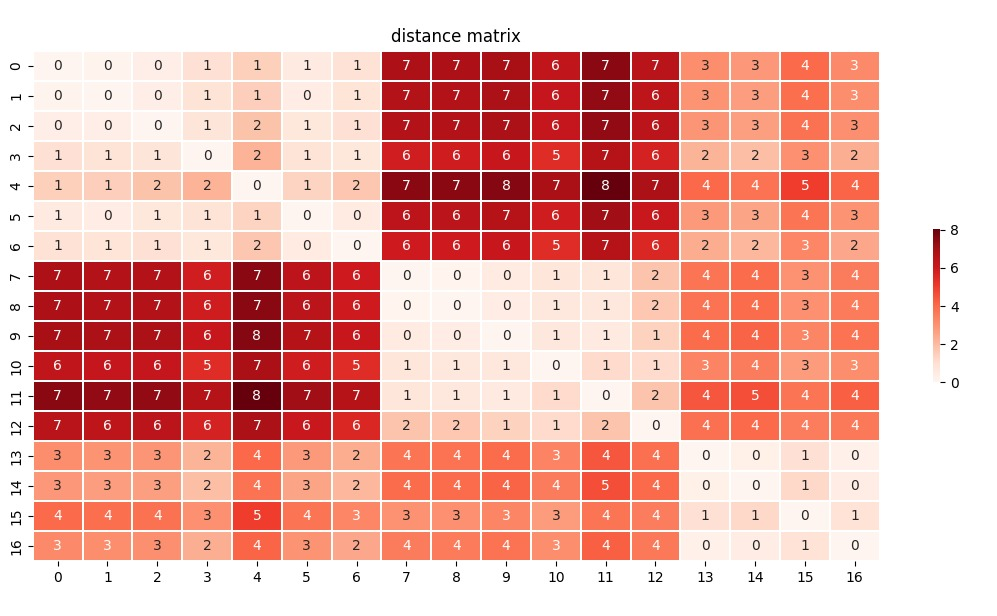 distance matrix
0 0 0 0 1 1 1 1 7 7 7 6 7 7 3 3 4 3
1 0 0 0 1 1 0 1 7 7 7 6 7 6 3 3 4 3
2 0 0 0 1 2 1 1 7 7 7 6 7 6 3 3 4 3
3 1 1 1 0 2 1 1 6 6 6 5 7 6 2 2 3 2
4 1 1 2 2 0 1 2 7 7 8 7 8 7 4 4 5 4
5 1 0 1 1 1 0 0 6 6 7 6 7 6 3 3 4 3
6 1 1 1 1 2 0 0 6 6 6 5 7 6 2 2 3 2
7 7 7 7 6 7 6 6 0 0 0 1 1 2 4 4 3 4
8 7 7 7 6 7 6 6 0 0 0 1 1 2 4 4 3 4
9 7 7 7 6 8 7 6 0 0 0 1 1 1 4 4 3 4
10 6 6 6 5 7 6 5 1 1 1 0 1 1 3 4 3 3
11 7 7 7 7 8 7 7 1 1 1 1 0 2 4 5 4 4
12 7 6 6 6 7 6 6 2 2 1 1 2 0 4 4 4 4
13 3 3 3 2 4 3 2 4 4 4 3 4 4 0 0 1 0
14 3 3 3 2 4 3 2 4 4 4 4 5 4 0 0 1 0
15 4 4 4 3 5 4 3 3 3 3 3 4 4 1 1 0 1
16 3 3 3 2 4 3 2 4 4 4 3 4 4 0 0 1 0
0 1 2 3 4 5 6 7 8 9 10 11 12 13 14 15 16
8
6
4
2
0